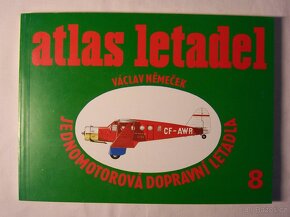 atlas letadel
VÁCLAV NĚMEČEK
CF-AWR
JEDNOMOTOROVÁ DOPRAVNÍ LETADLA
8